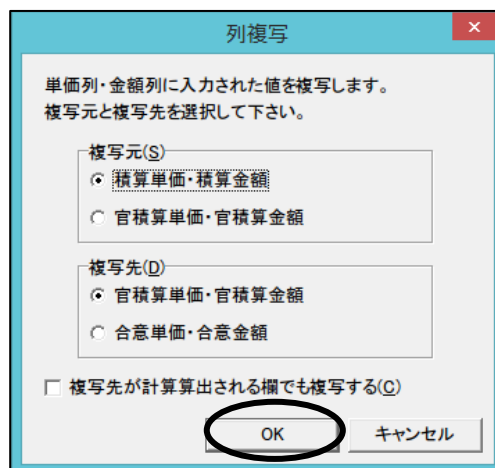 列複写
×
単価列・金額列に入力された値を複写します。
複写元と複写先を選択して下さい。
複写元(S)
積算単価・積算金額
官積算単価・官積算金額
複写先(D)
官積算単価・官積算金額
合意単価・合意金額
複写先が計算算出される欄でも複写する(C)
OK
キャンセル